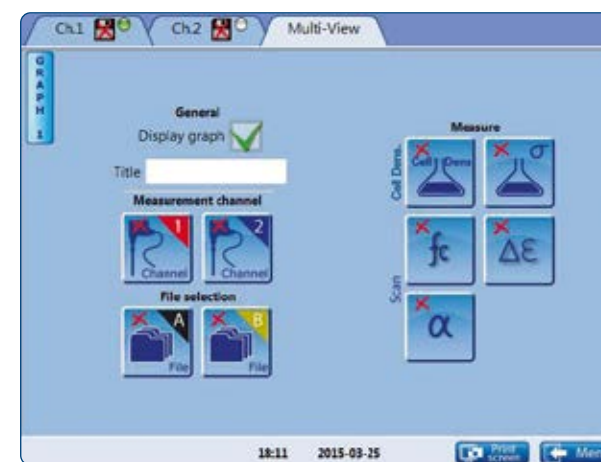 Ch.1 Ch.2 Multi-View
GRAPH 1
General
Display graph
Title
Measurement channel
1 Channel 2 Channel
File selection
A File B File
Measure
Cell Dens.
Cell Dens σ
Scan
fc Δε
α
18:11 2015-03-25 Print screen